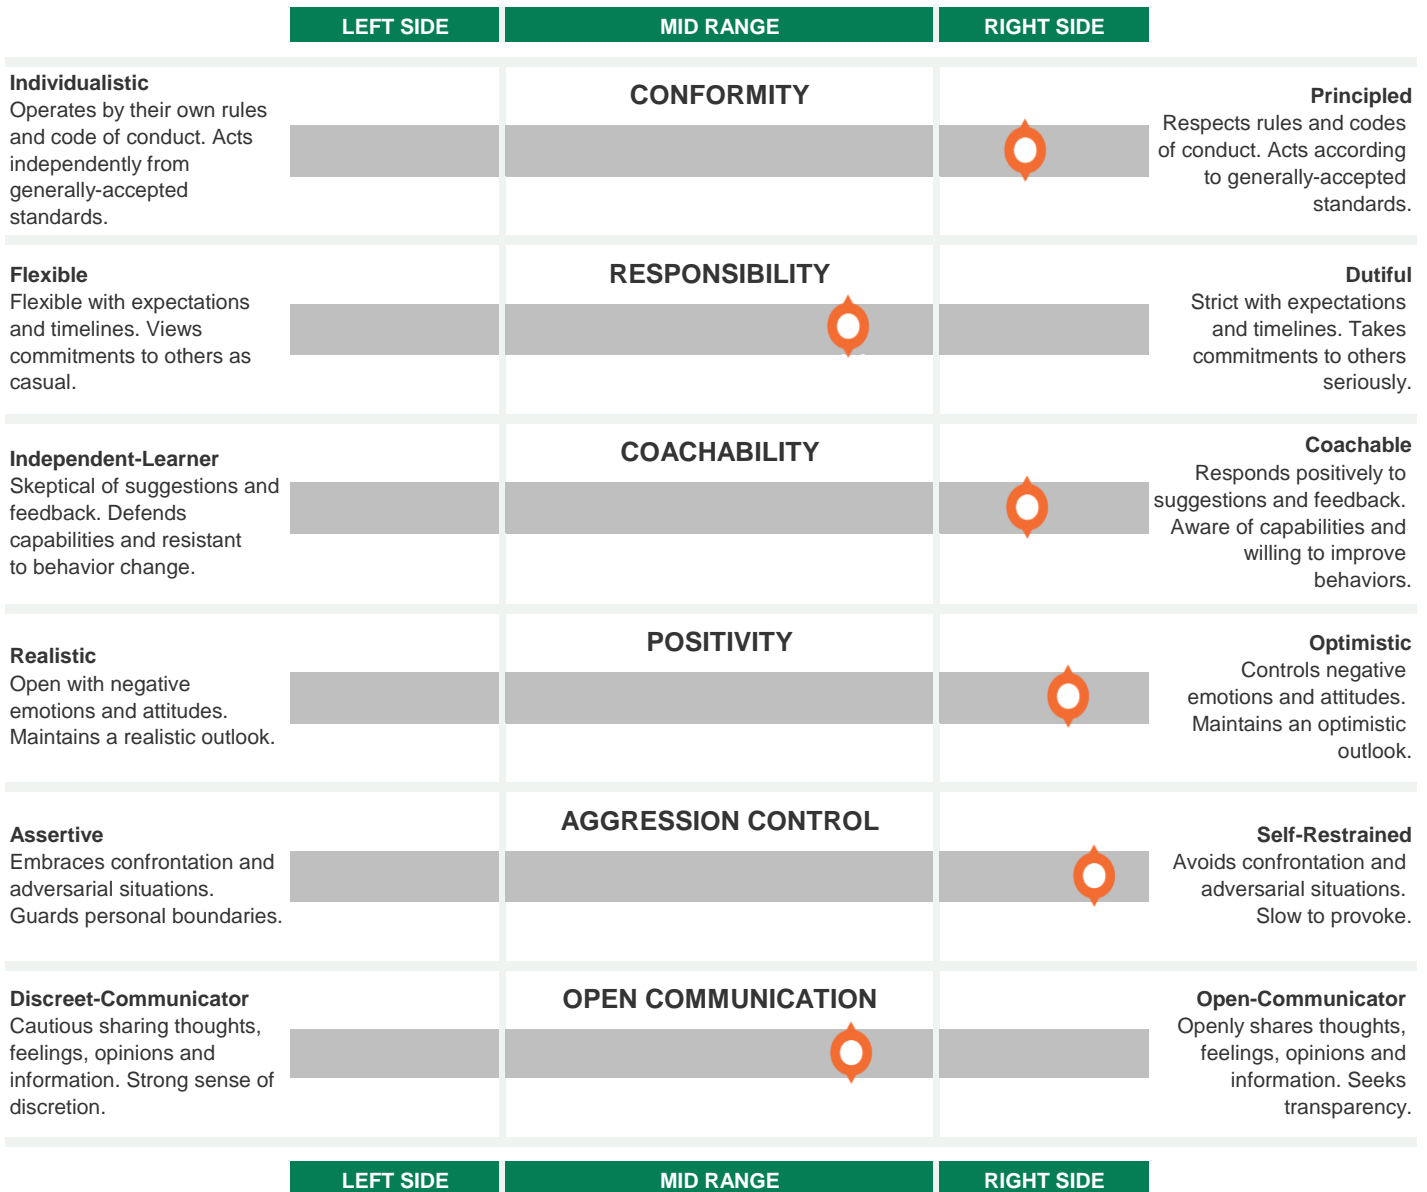 LEFT SIDE MID RANGE RIGHT SIDE
CONFORMITY
Individualistic
Operates by their own rules
and code of conduct. Acts
independently from
generally-accepted
standards.
Principled
Respects rules and codes
of conduct. Acts according
to generally-accepted
standards.
RESPONSIBILITY
Flexible
Flexible with expectations
and timelines. Views
commitments to others as
casual.
Dutiful
Strict with expectations
and timelines. Takes
commitments to others
seriously.
COACHABILITY
Independent-Learner
Skeptical of suggestions and
feedback. Defends
capabilities and resistant
to behavior change.
Coachable
Responds positively to
suggestions and feedback.
Aware of capabilities and
willing to improve
behaviors.
POSITIVITY
Realistic
Open with negative
emotions and attitudes.
Maintains a realistic outlook.
Optimistic
Controls negative
emotions and attitudes.
Maintains an optimistic
outlook.
AGGRESSION CONTROL
Assertive
Embraces confrontation and
adversarial situations.
Guards personal boundaries.
Self-Restrained
Avoids confrontation and
adversarial situations.
Slow to provoke.
OPEN COMMUNICATION
Discreet-Communicator
Cautious sharing thoughts,
feelings, opinions and
information. Strong sense of
discretion.
Open-Communicator
Openly shares thoughts,
feelings, opinions and
information. Seeks
transparency.
LEFT SIDE MID RANGE RIGHT SIDE